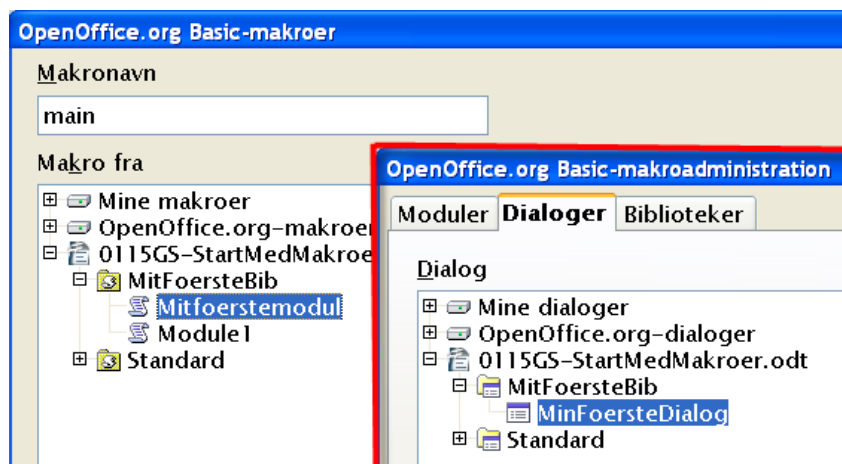 OpenOffice.org Basic-makroer
Makronavn
main
Makro fra
Mine makroer
OpenOffice.org-makroer
0115GS-StartMedMakroe
MitFoersteBib
Mitfoerstemodul
Module1
Standard
OpenOffice.org Basic-makroadministration
Moduler Dialoger Biblioteker
Dialog
Mine dialoger
OpenOffice.org-dialoger
0115GS-StartMedMakroer.odt
MitFoersteBib
MinFoersteDialog
Standard